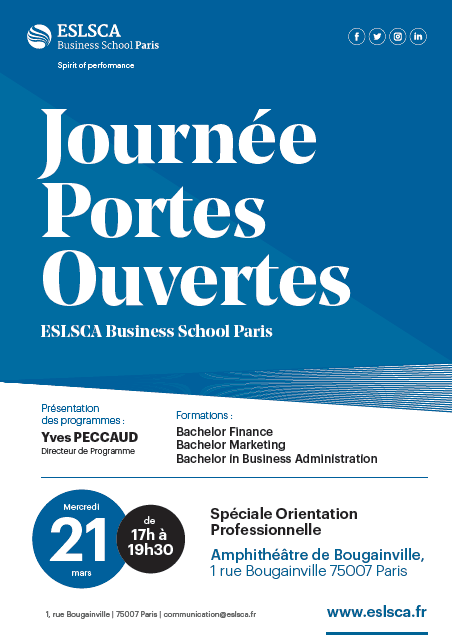 ESLSCA
Business School Paris
Spirit of performance
Journée
Portes
Ouvertes
ESLSCA Business School Paris
Présentation
des programmes :
Yves PECCAUD
Directeur de Programme
Formations :
Bachelor Finance
Bachelor Marketing
Bachelor in Business Administration
Mercredi
21
mars
de
17h à
19h30
Spéciale Orientation
Professionnelle
Amphithéâtre de Bougainville,
1 rue Bougainville 75007 Paris
1, rue Bougainville | 75007 Paris | communication@eslsca.fr
www.eslsca.fr